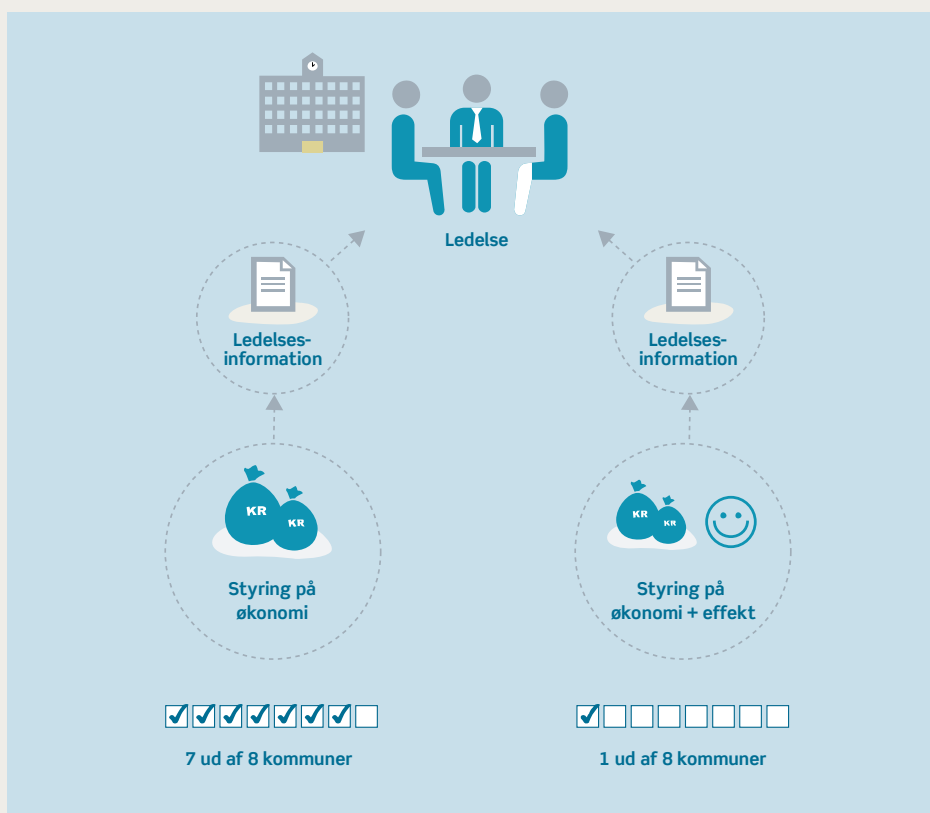 Ledelse
Ledelses-
information
Ledelses-
information
KR
KR
Styring på
økonomi
KR
KR
Styring på
økonomi + effekt
7 ud af 8 kommuner
1 ud af 8 kommuner